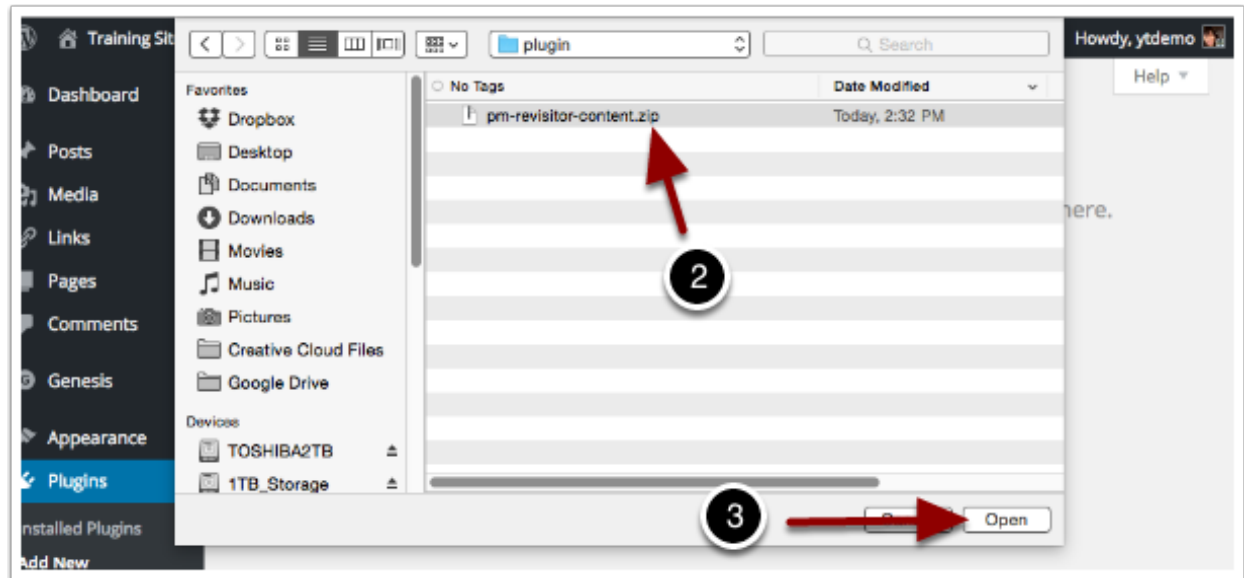 Training Sit
plugin
Search
Howdy, ytdemo
Help
Dashboard
Posts
Media
Links
Pages
Comments
Genesis
Appearance
Plugins
nstalled Plugins
Add New
Favorites
Dropbox
Desktop
Documents
Downloads
Movies
Music
Pictures
Creative Cloud Files
Google Drive
Devices
TOSHIBA2TB
1TB_Storage
No Tags
Date Modified
pm-revisitor-content.zip
Today, 2:32 PM
2
here.
3
Open